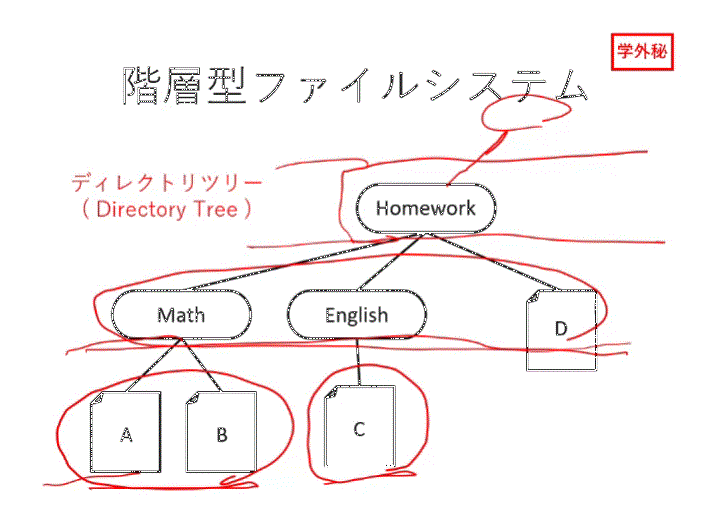 学外秘
階層型ファイルシステム
ディレクトリツリー
( Directory Tree )
Homework
Math
English
D
A
B
C